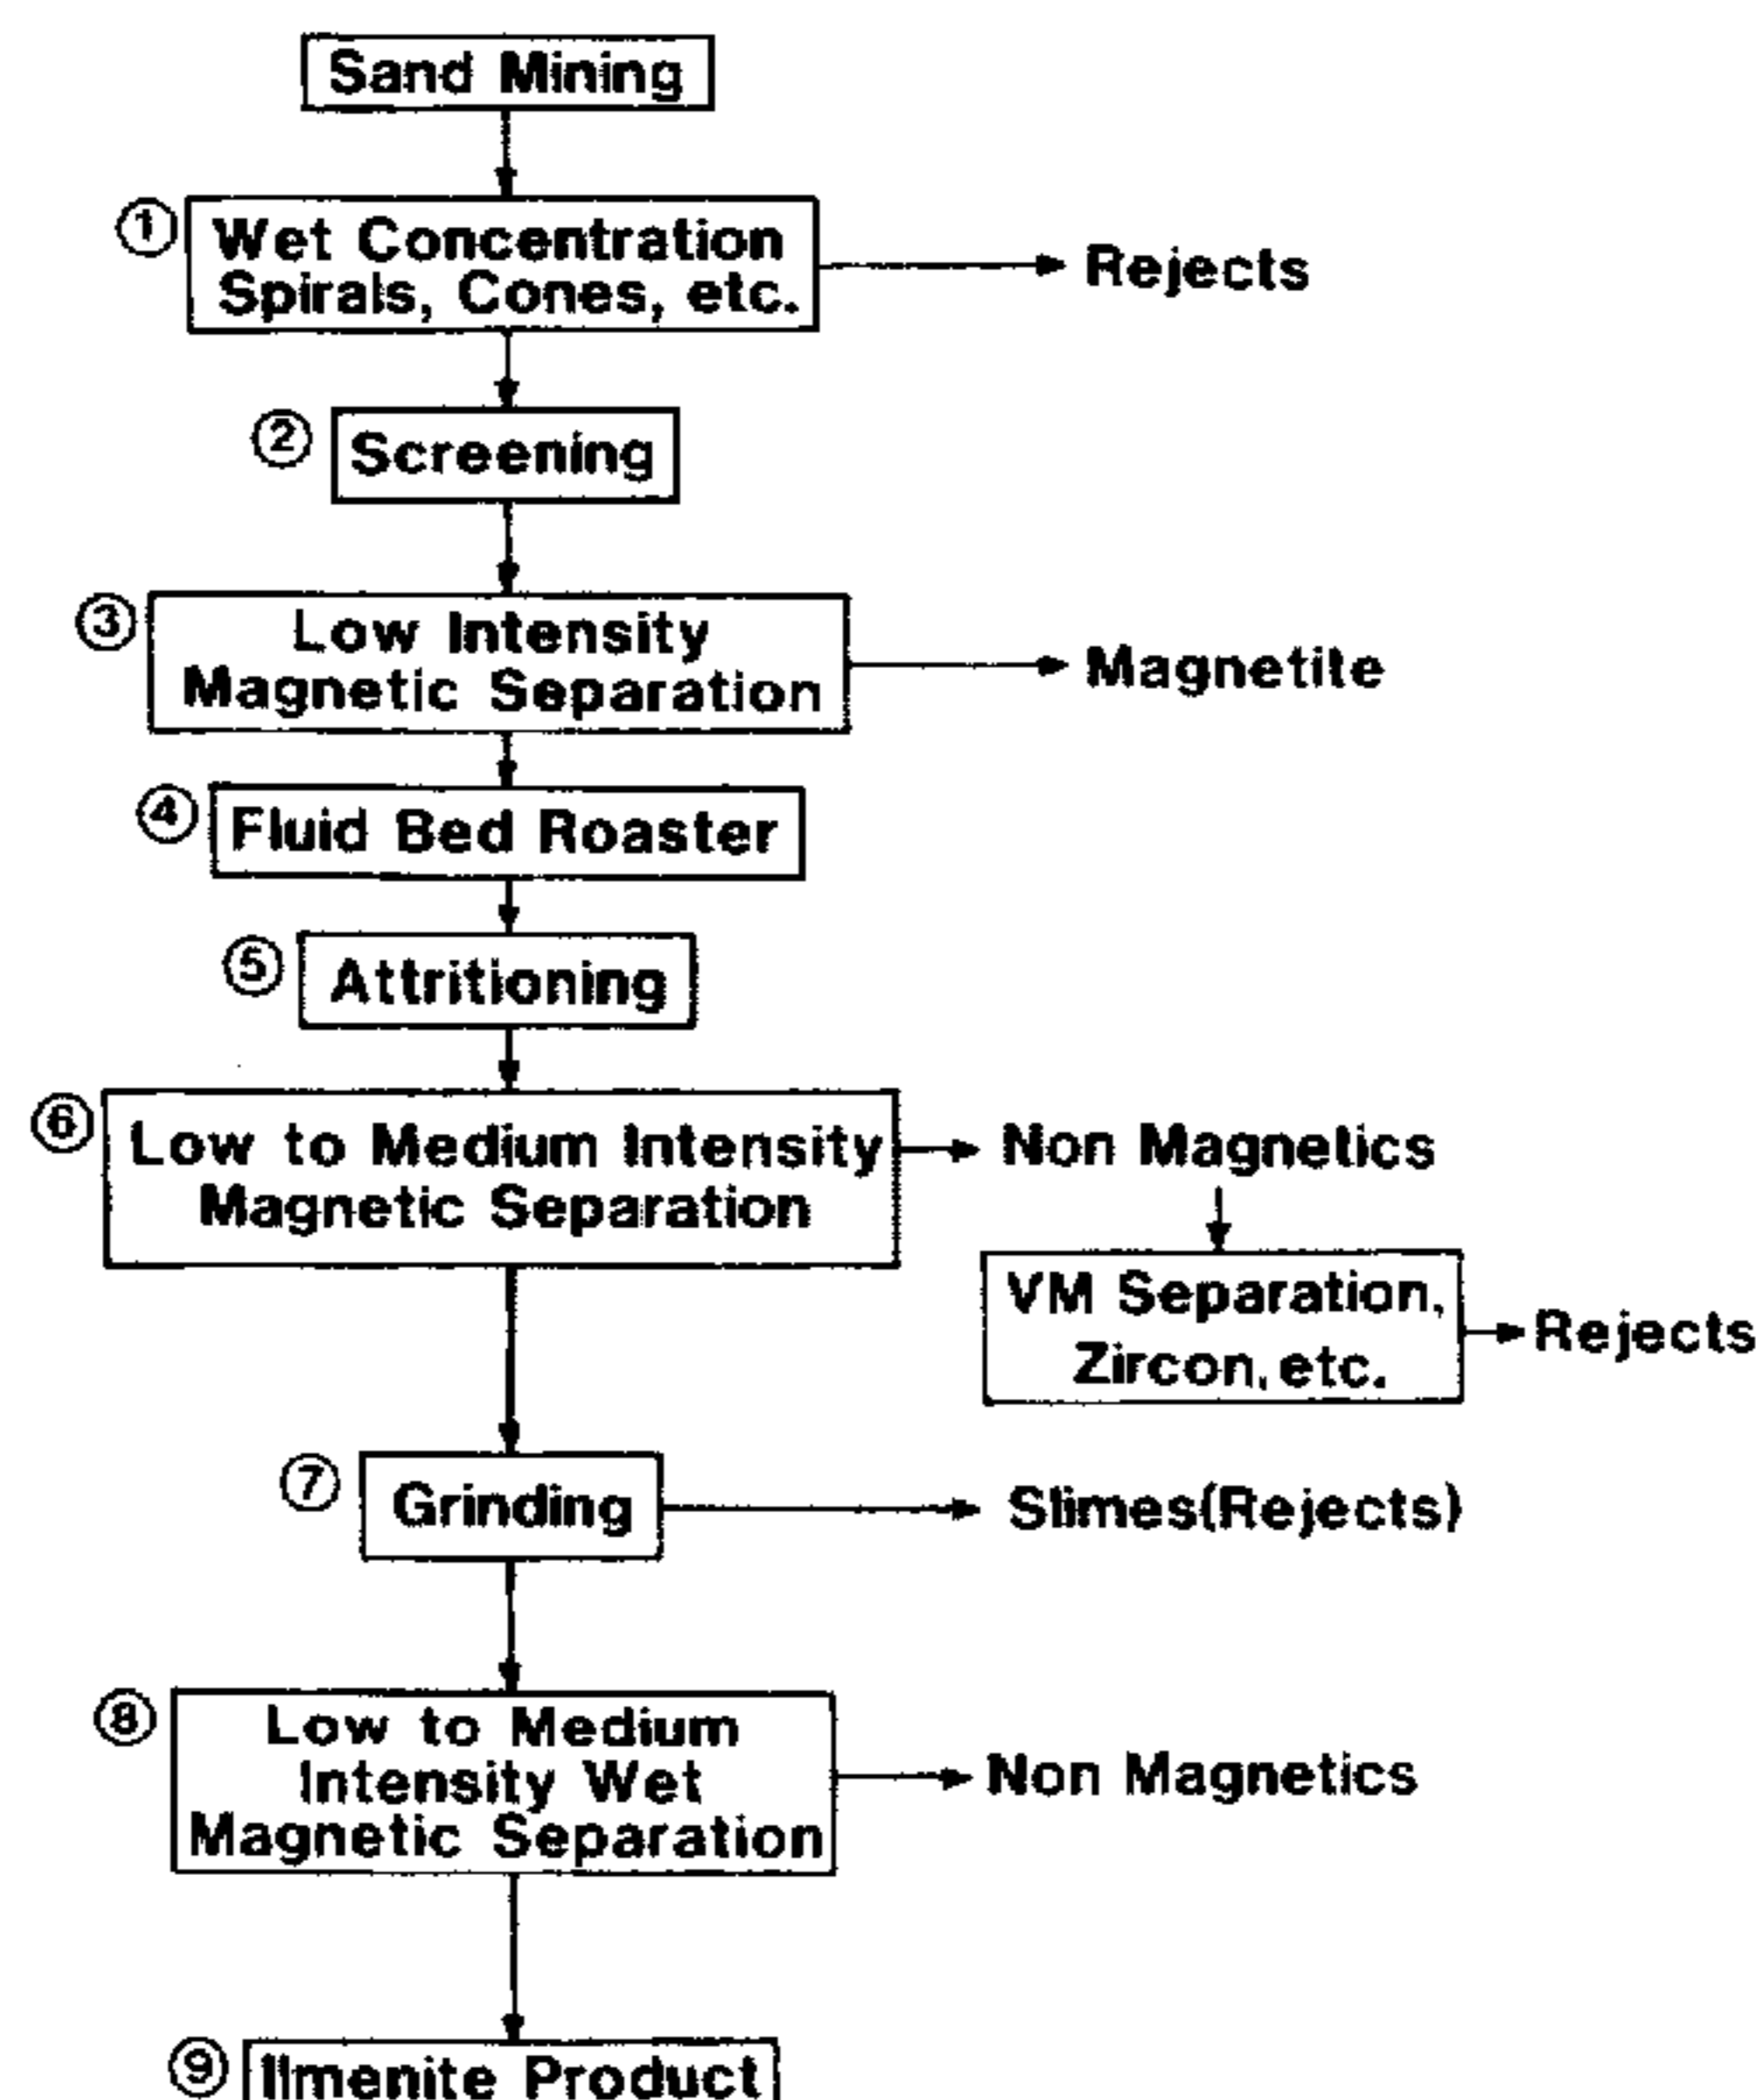 Sand Mining
①
Wet Concentration
Spirals, Cones, etc.
Rejects
②
Screening
③
Low Intensity
Magnetic Separation
Magnetite
④
Fluid Bed Roaster
⑤
Attritioning
⑥
Low to Medium Intensity
Magnetic Separation
Non Magnetics
VM Separation,
Zircon, etc.
Rejects
⑦
Grinding
Slimes(Rejects)
⑧
Low to Medium
Intensity Wet
Magnetic Separation
Non Magnetics
⑨
Ilmenite Product